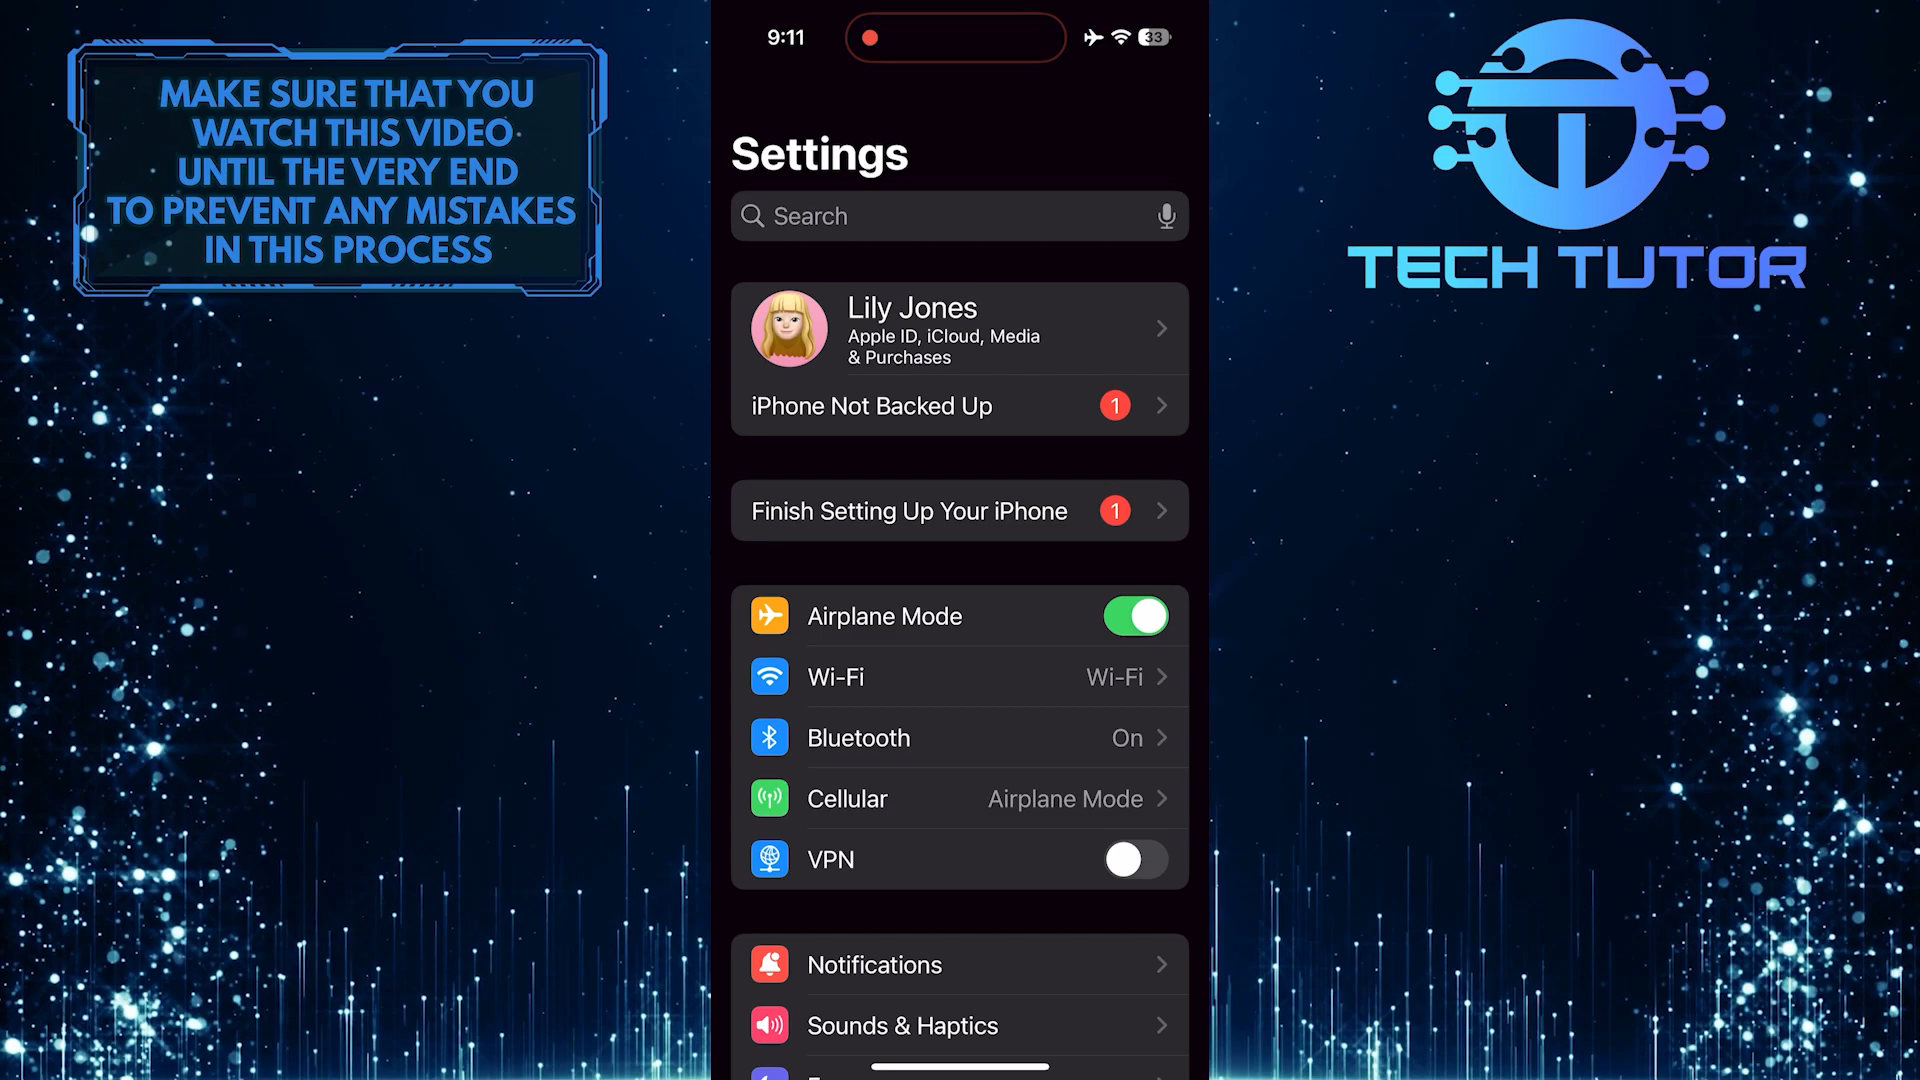 MAKE SURE THAT YOU
WATCH THIS VIDEO
UNTIL THE VERY END
TO PREVENT ANY MISTAKES
IN THIS PROCESS
9:11
33
Settings
Search
Lily Jones
Apple ID, iCloud, Media
& Purchases
iPhone Not Backed Up 1
Finish Setting Up Your iPhone 1
Airplane Mode
Wi-Fi Wi-Fi
Bluetooth On
Cellular Airplane Mode
VPN
Notifications
Sounds & Haptics
TECH TUTOR